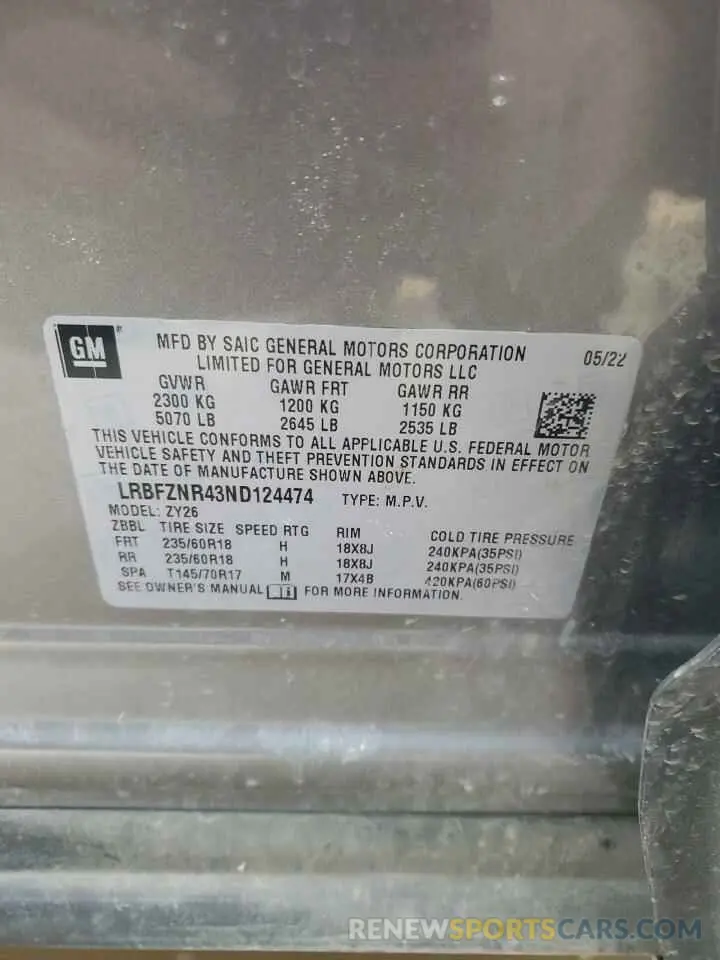 GM ® MFD BY SAIC GENERAL MOTORS CORPORATION 05/22
LIMITED FOR GENERAL MOTORS LLC
GVWR GAWR FRT GAWR RR
2300 KG 1200 KG 1150 KG
5070 LB 2645 LB 2535 LB
THIS VEHICLE CONFORMS TO ALL APPLICABLE U.S. FEDERAL MOTOR
VEHICLE SAFETY AND THEFT PREVENTION STANDARDS IN EFFECT ON
THE DATE OF MANUFACTURE SHOWN ABOVE.
LRBFZNR43ND124474 TYPE: M.P.V.
MODEL: ZY26
ZBBL TIRE SIZE SPEED RTG RIM COLD TIRE PRESSURE
FRT 235/60R18 H 18X8J 240KPA(35PSI)
RR 235/60R18 H 18X8J 240KPA(35PSI)
SPA T145/70R17 M 17X4B 420KPA(60PSI)
SEE OWNER'S MANUAL FOR MORE INFORMATION.
RENEWSPORTSCARS.COM